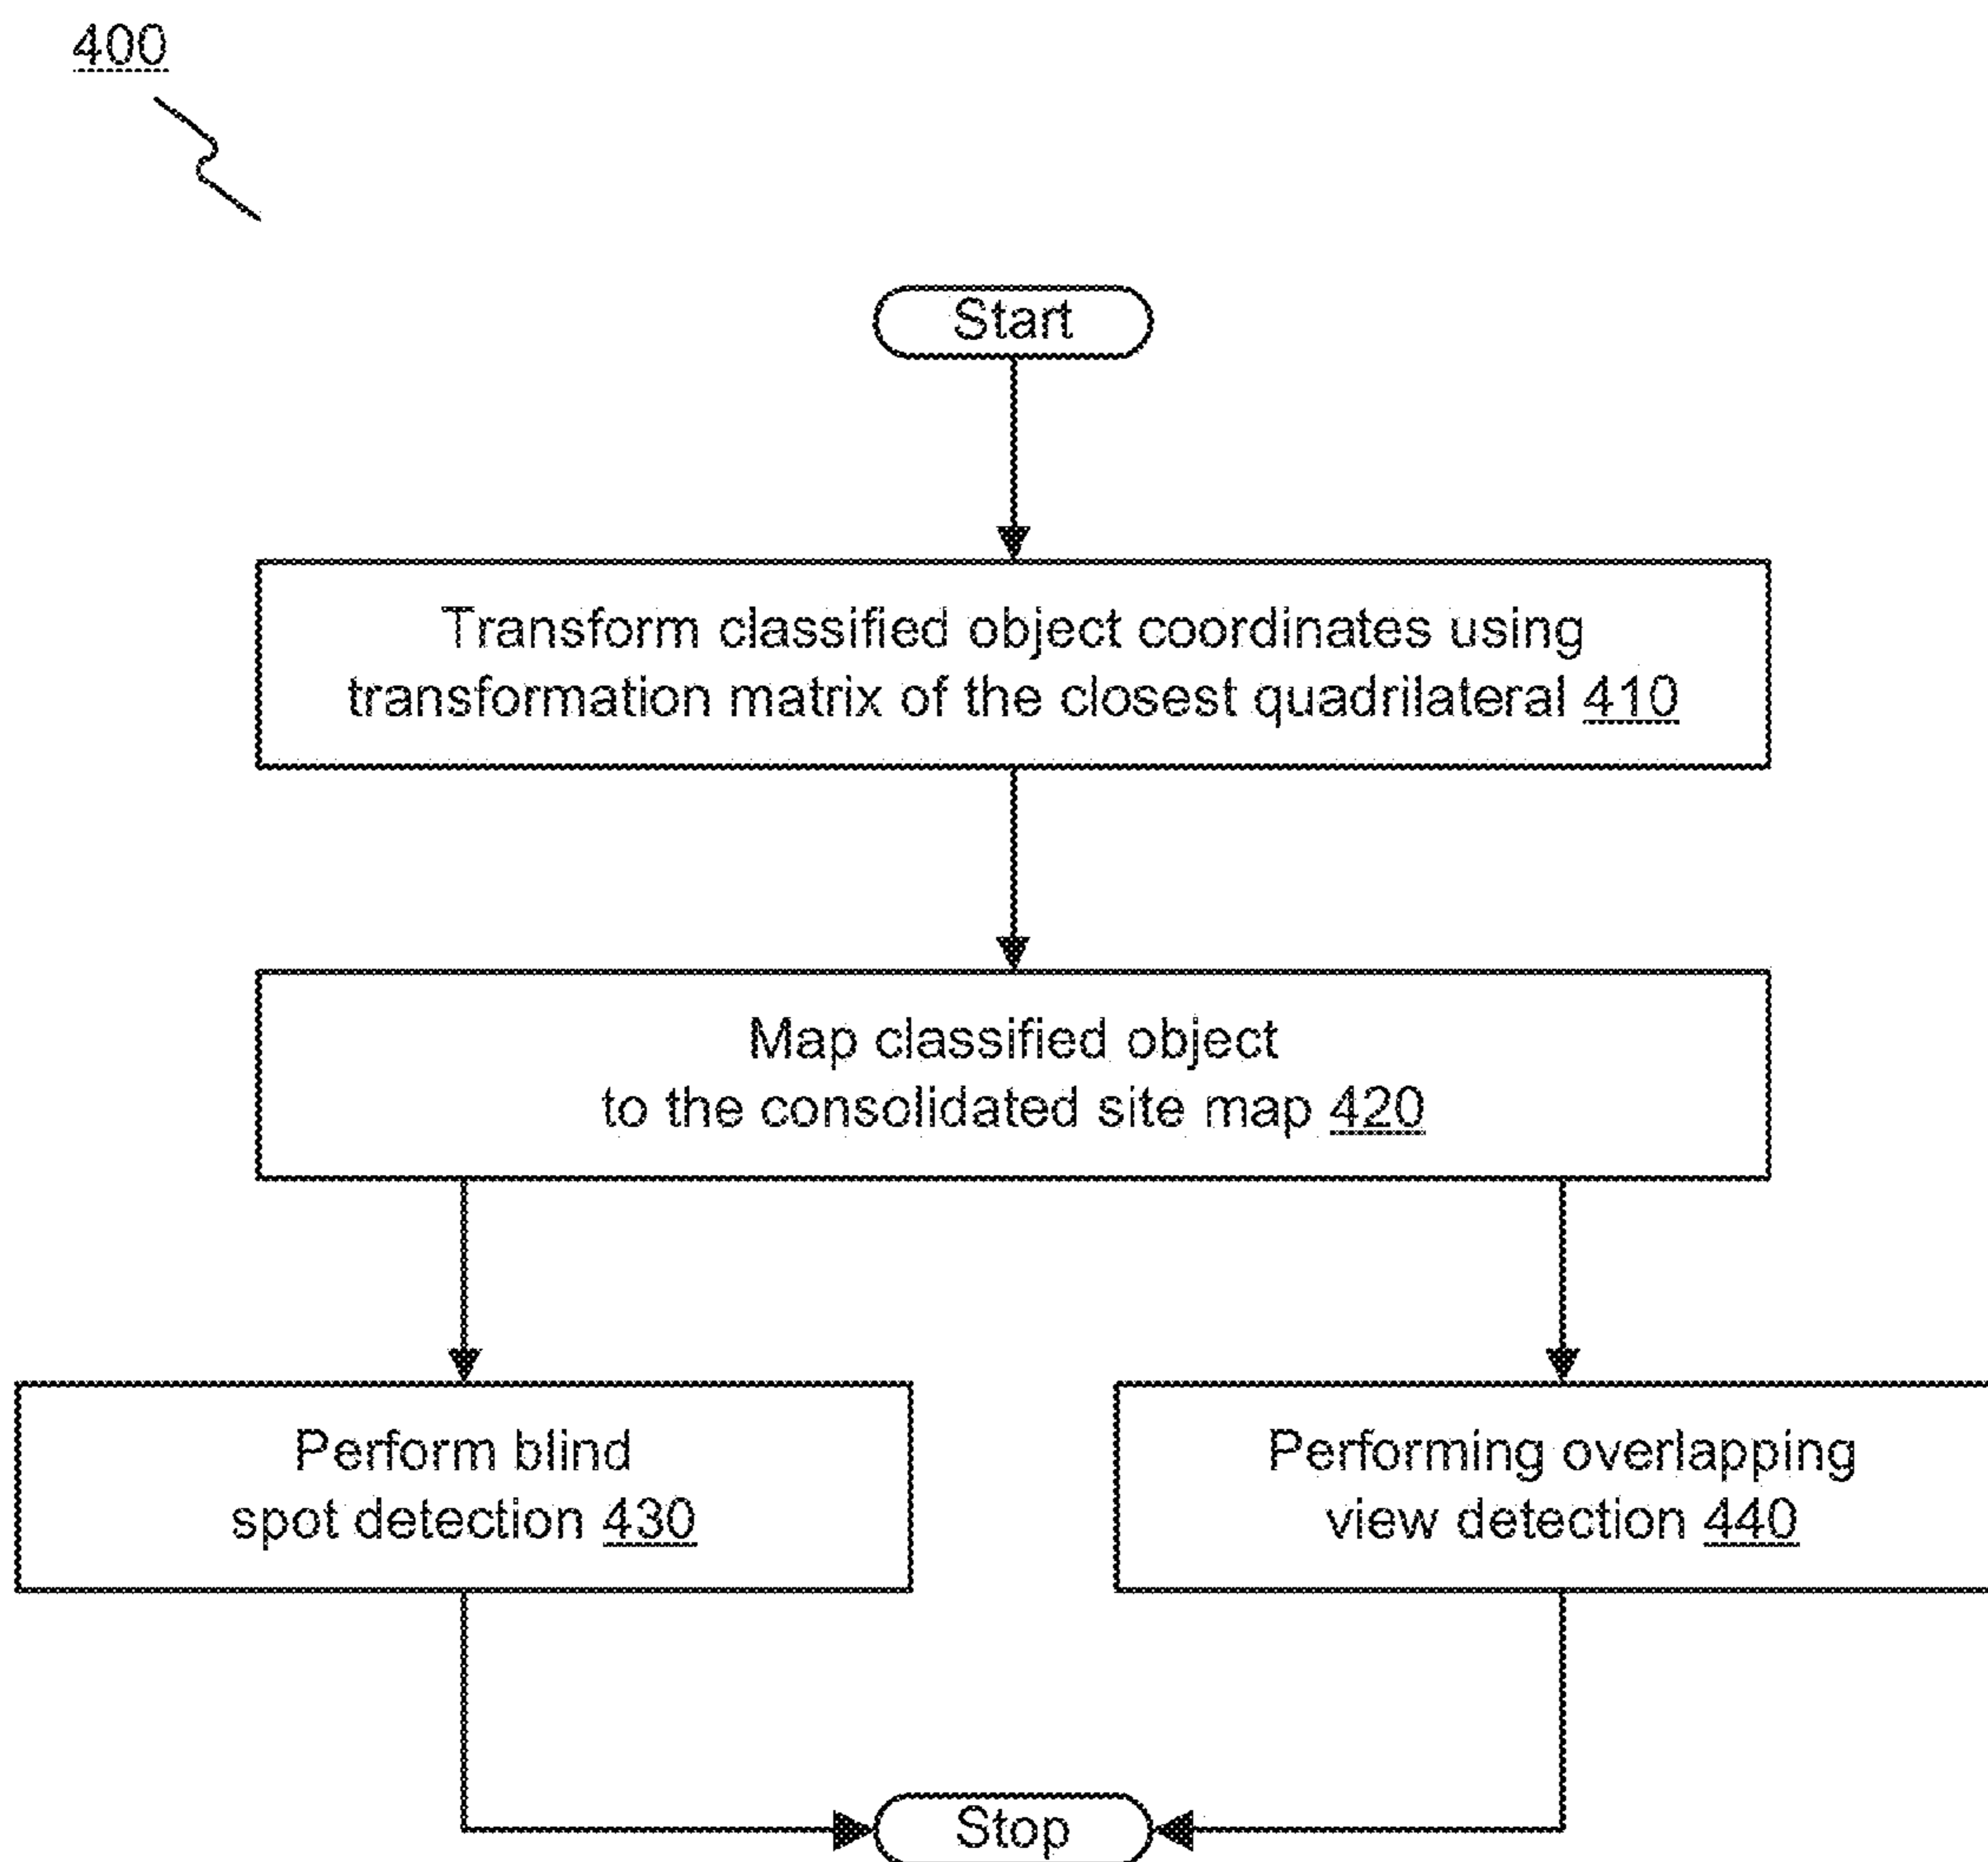 400
Start
Transform classified object coordinates using
transformation matrix of the closest quadrilateral 410
Map classified object
to the consolidated site map 420
Perform blind
spot detection 430
Performing overlapping
view detection 440
Stop